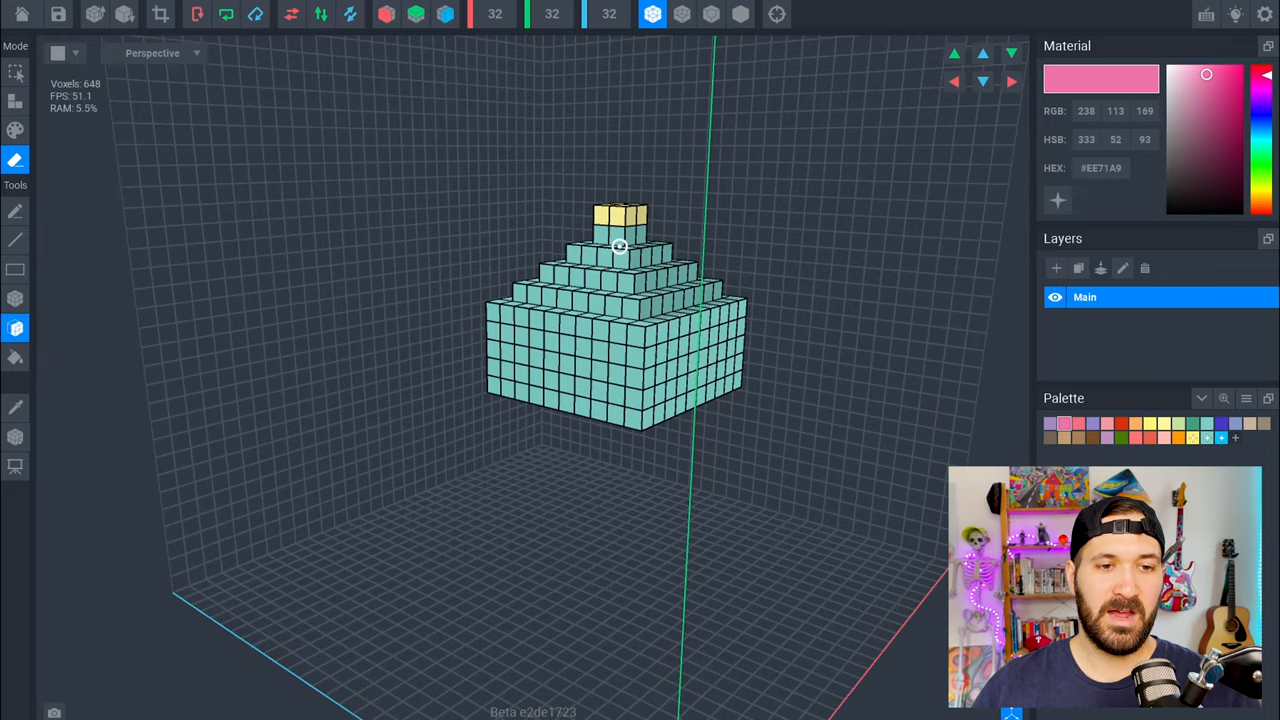 32 32 32
Mode
Perspective
Voxels: 648
FPS: 51.1
RAM: 5.5%
Tools
Material
RGB: 238 113 169
HSB: 333 52 93
HEX: #EE71A9
Layers
Main
Palette
Beta e2de1723